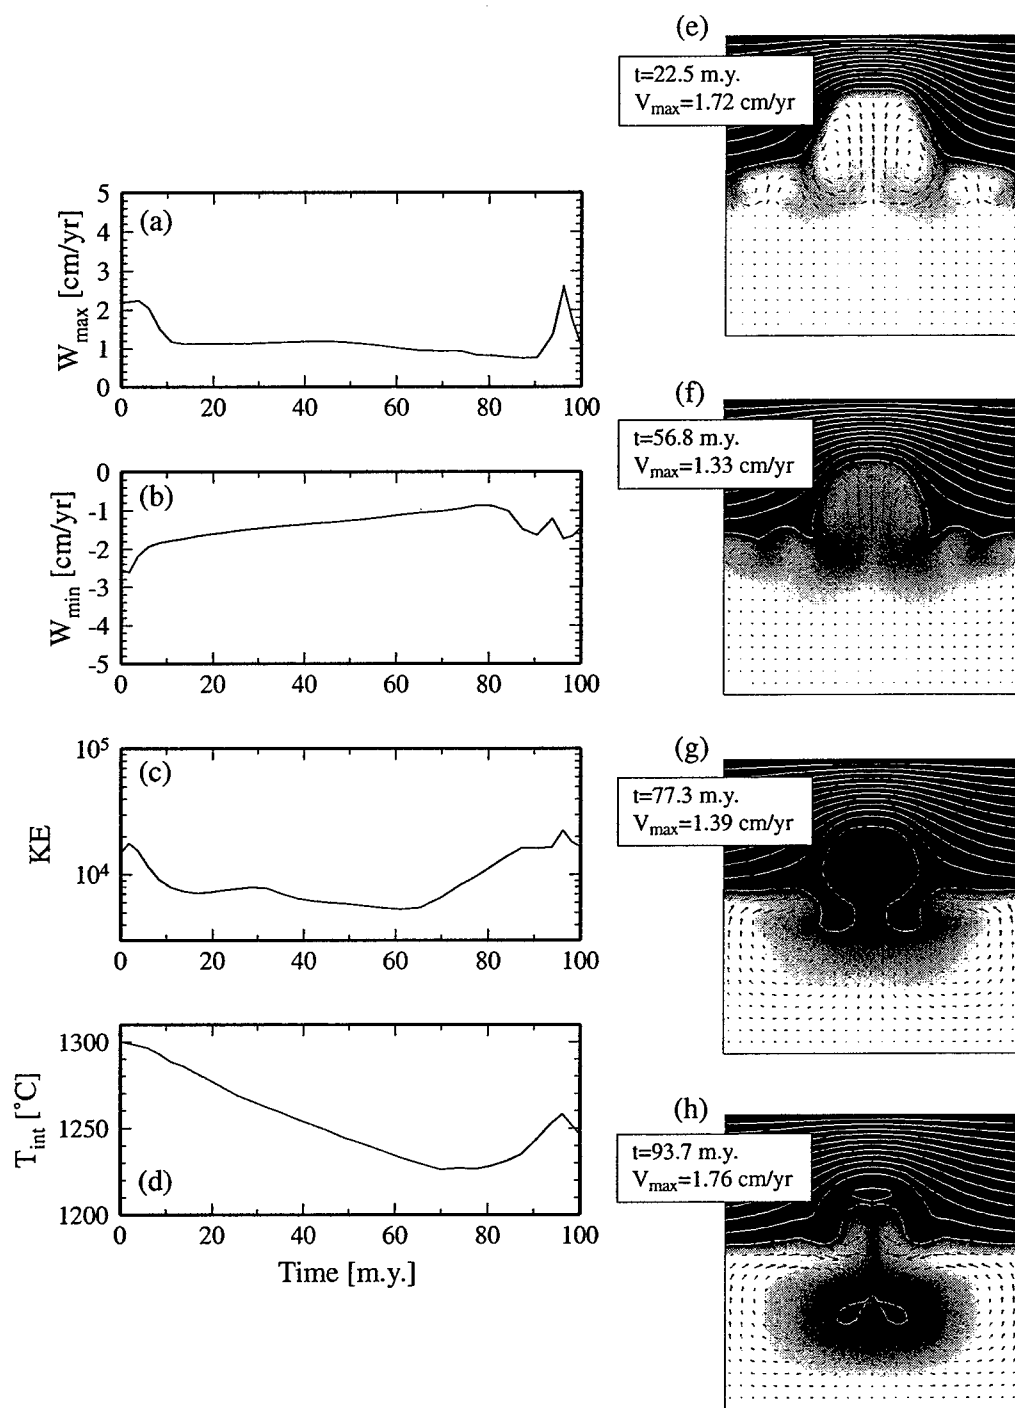 (a)
W_max [cm/yr]
5
4
3
2
1
0
0 20 40 60 80 100
(b)
W_min [cm/yr]
0
-1
-2
-3
-4
-5
0 20 40 60 80 100
(c)
KE
10^5
10^4
0 20 40 60 80 100
(d)
T_int [°C]
1300
1250
1200
0 20 40 60 80 100
Time [m.y.]
(e)
t=22.5 m.y.
V_max=1.72 cm/yr
(f)
t=56.8 m.y.
V_max=1.33 cm/yr
(g)
t=77.3 m.y.
V_max=1.39 cm/yr
(h)
t=93.7 m.y.
V_max=1.76 cm/yr